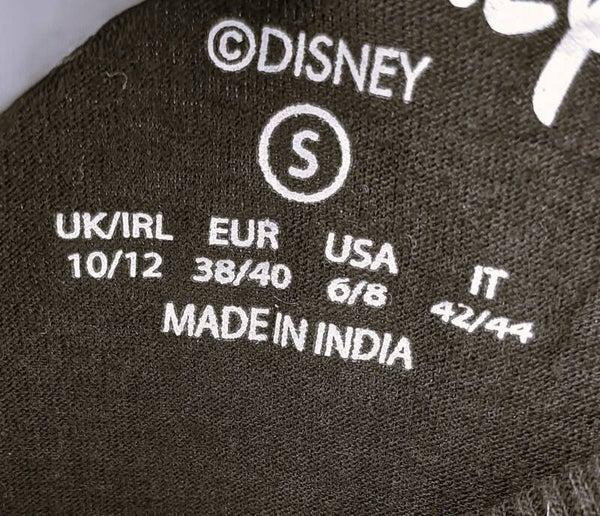 ©DISNEY
S
UK/IRL EUR USA IT
10/12 38/40 6/8 42/44
MADE IN INDIA